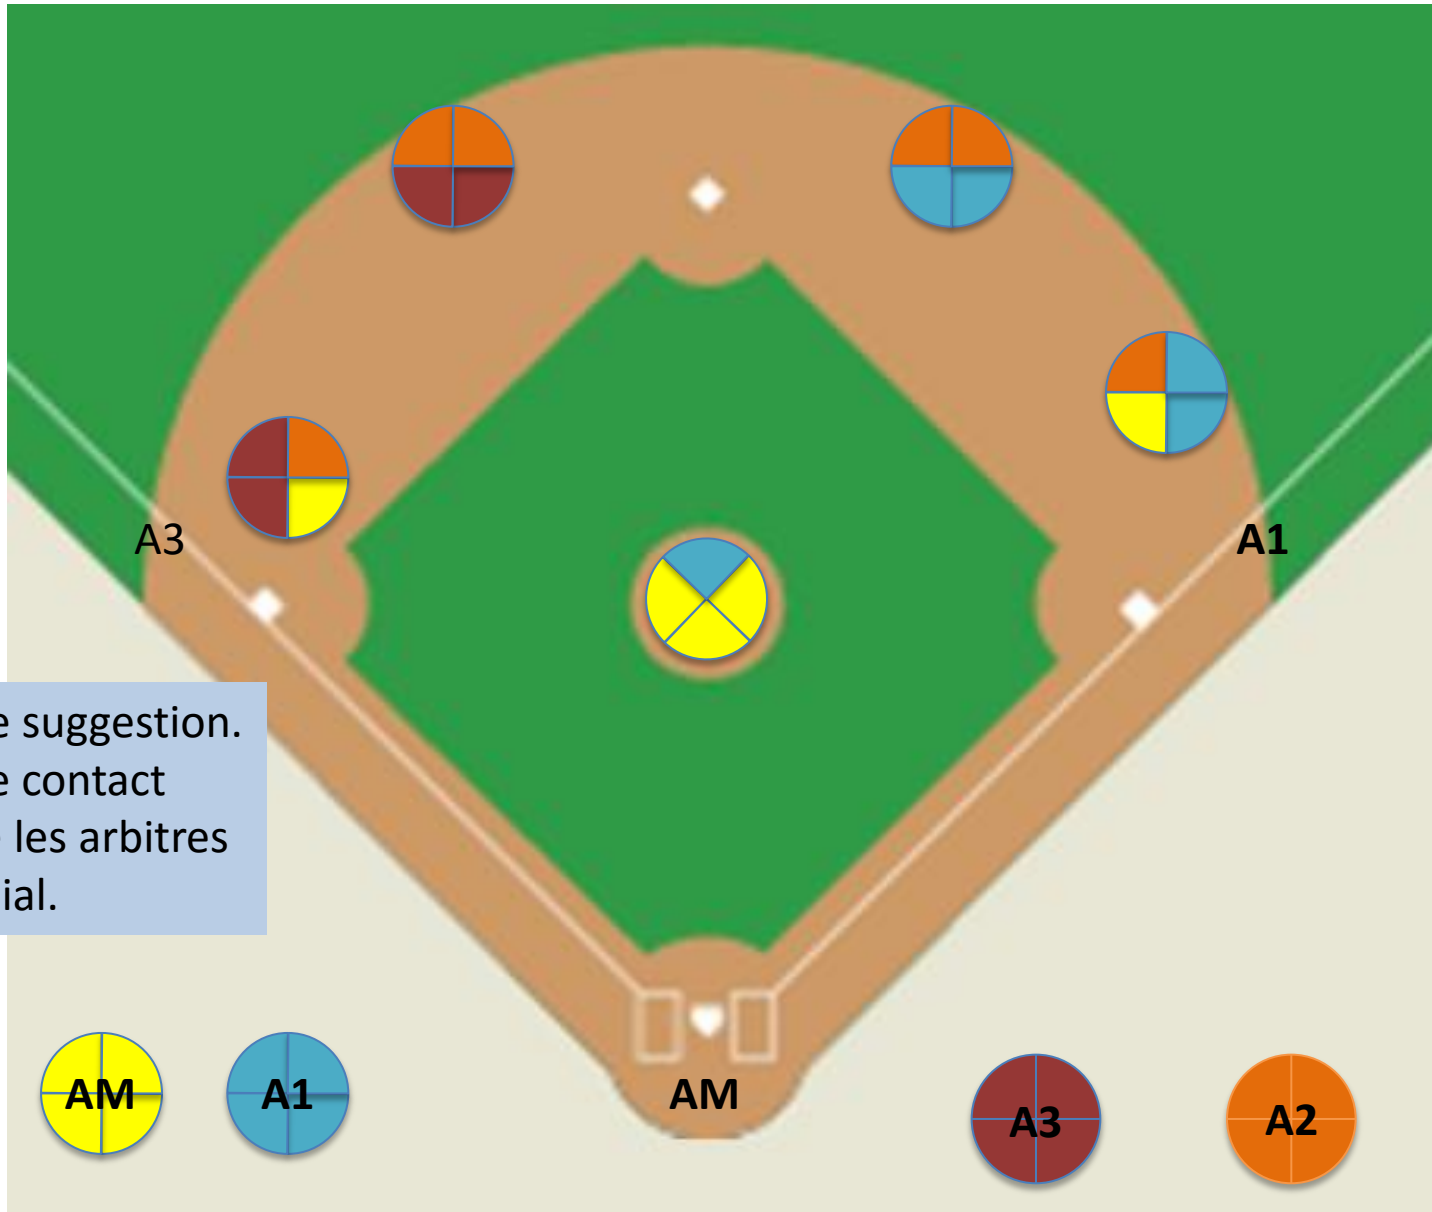 A3
A1
e suggestion.
e contact
les arbitres
ial.
AM
A1
AM
A3
A2